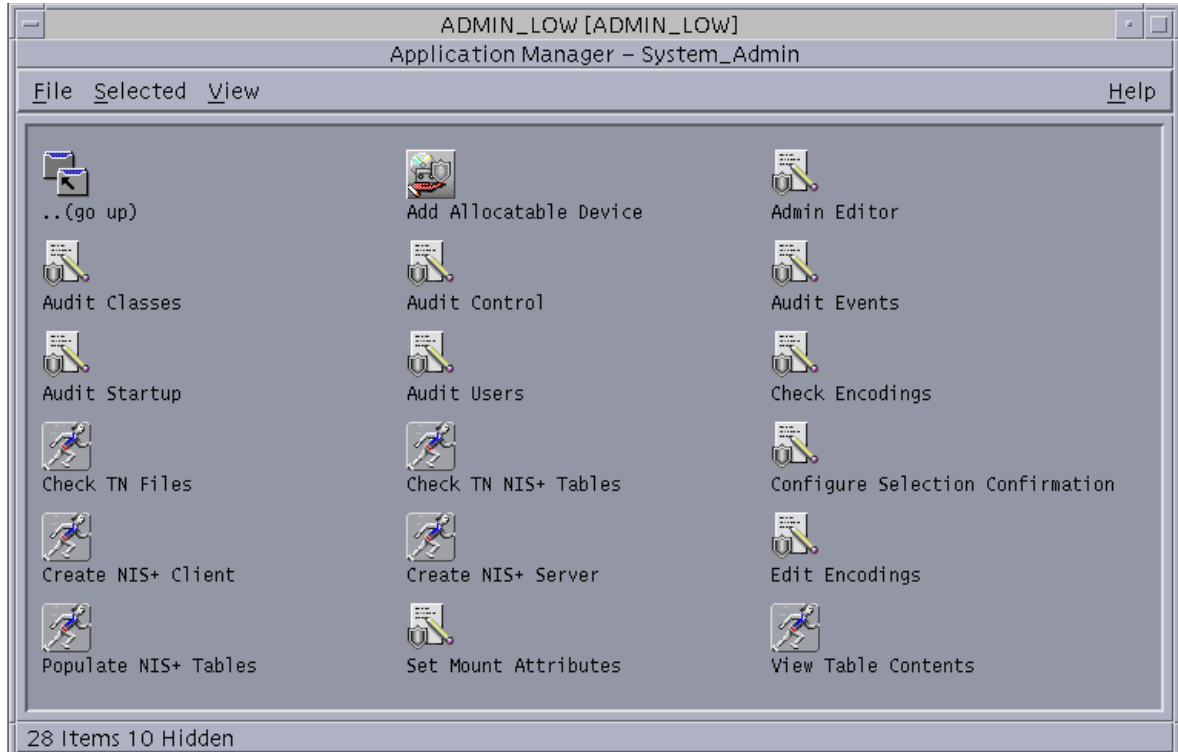 ADMIN_LOW [ADMIN_LOW]
Application Manager – System_Admin
File Selected View Help
..(go up) Add Allocatable Device Admin Editor
Audit Classes Audit Control Audit Events
Audit Startup Audit Users Check Encodings
Check TN Files Check TN NIS+ Tables Configure Selection Confirmation
Create NIS+ Client Create NIS+ Server Edit Encodings
Populate NIS+ Tables Set Mount Attributes View Table Contents
28 Items 10 Hidden